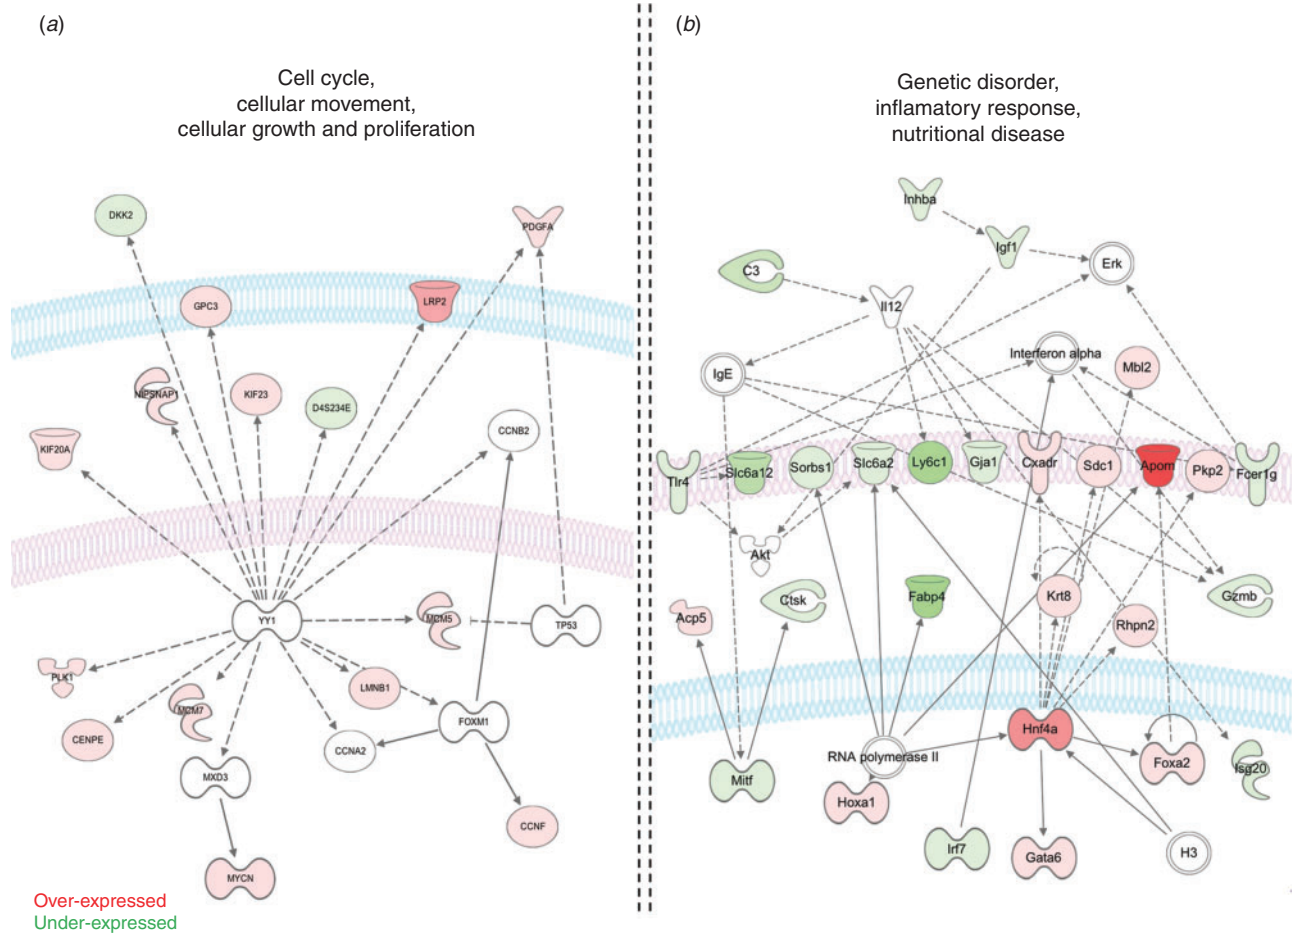 (a)
Cell cycle,
cellular movement,
cellular growth and proliferation
DKK2
PDGFA
GPC3
LRP2
NIPSNAP1
KIF23
D4S234E
CCNB2
KIF20A
YY1
MCM5
TP53
PLK1
LMNB1
MCM7
FOXM1
CENPE
CCNA2
MXD3
CCNF
MYCN
Over-expressed
Under-expressed
(b)
Genetic disorder,
inflamatory response,
nutritional disease
Inhba
Igf1
Erk
C3
Il12
Interferon alpha
IgE
Mbl2
Tlr4
Slc6a12
Sorbs1
Slc6a2
Ly6c1
Gja1
Cxadr
Sdc1
Apom
Pkp2
Fcer1g
Akt
Ctsk
Fabp4
Krt8
Gzmb
Acp5
Rhpn2
Hnf4a
RNA polymerase II
Foxa2
Isg20
Mitf
Hoxa1
Irf7
Gata6
H3